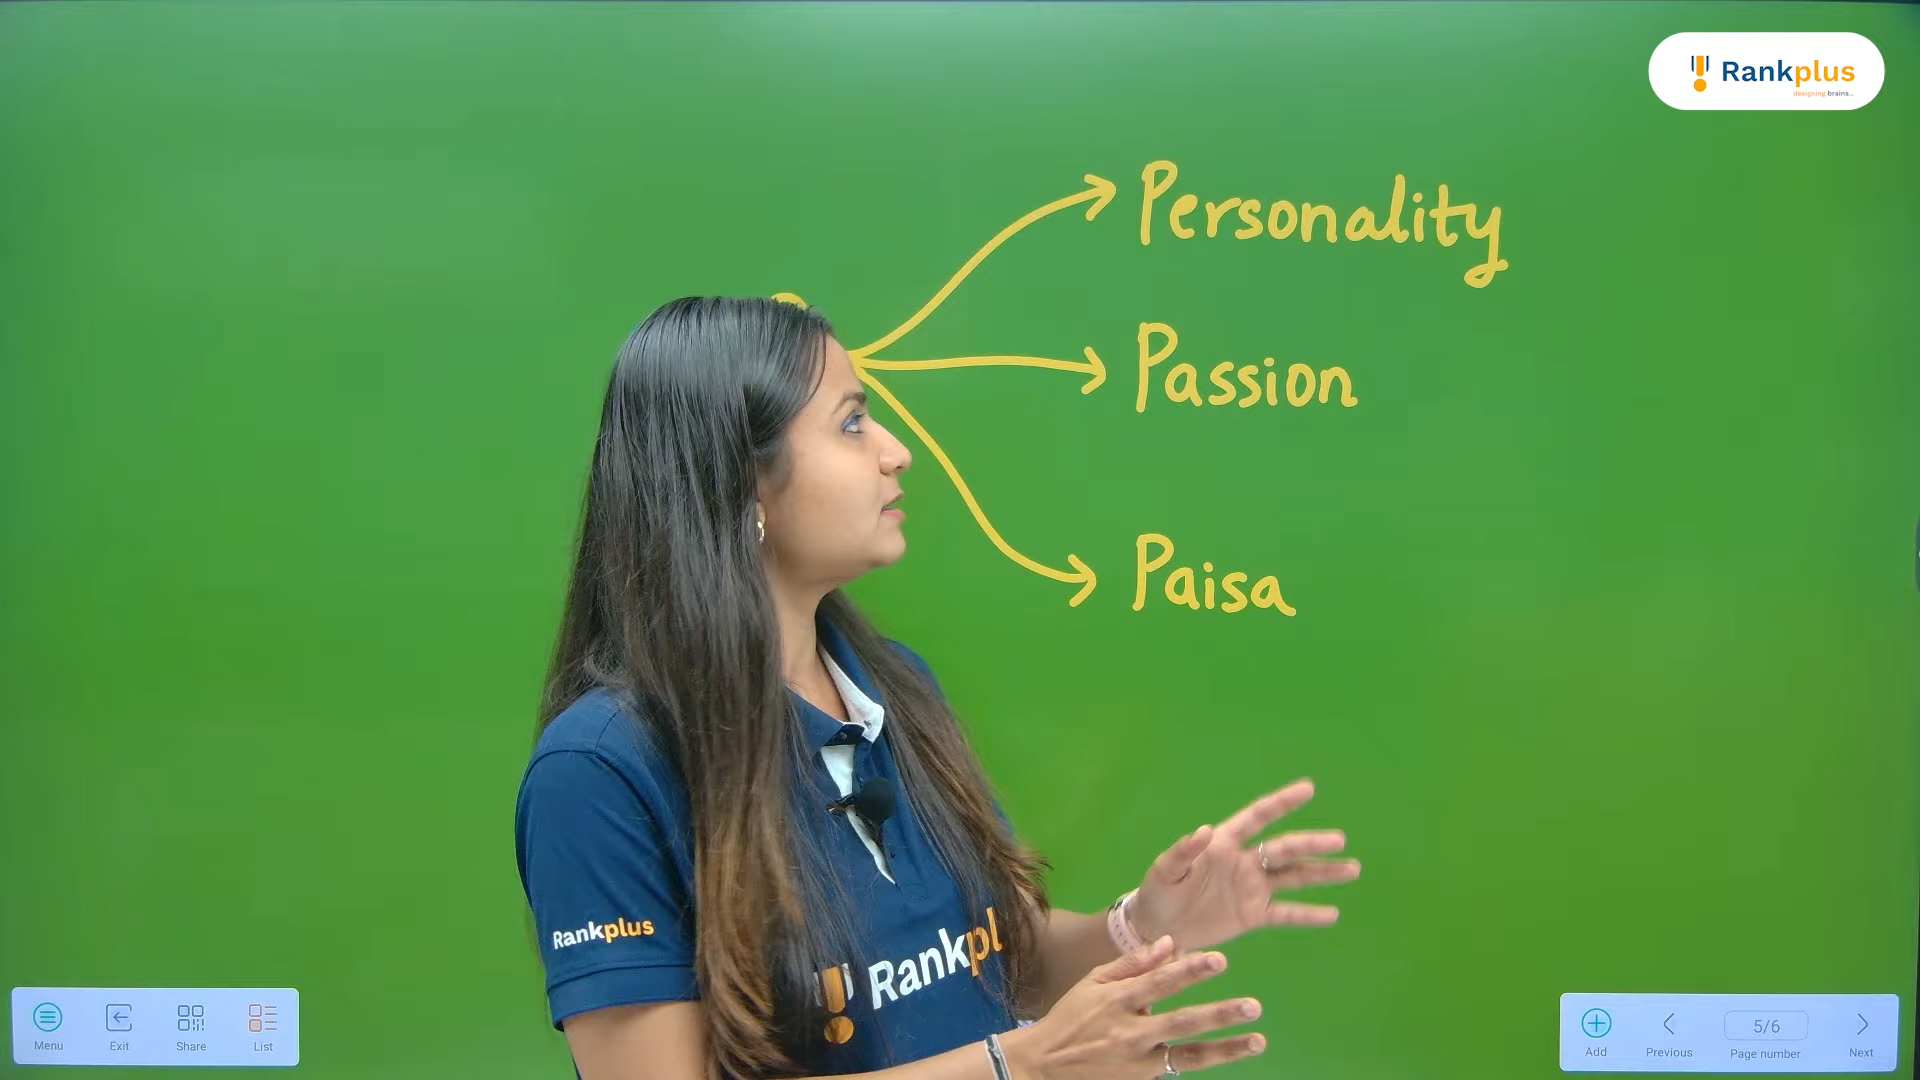 Rankplus
designing brains...
Personality
Passion
Paisa
Rankplus
Rankpl
Menu
Exit
Share
List
Add
Previous
5/6
Page number
Next